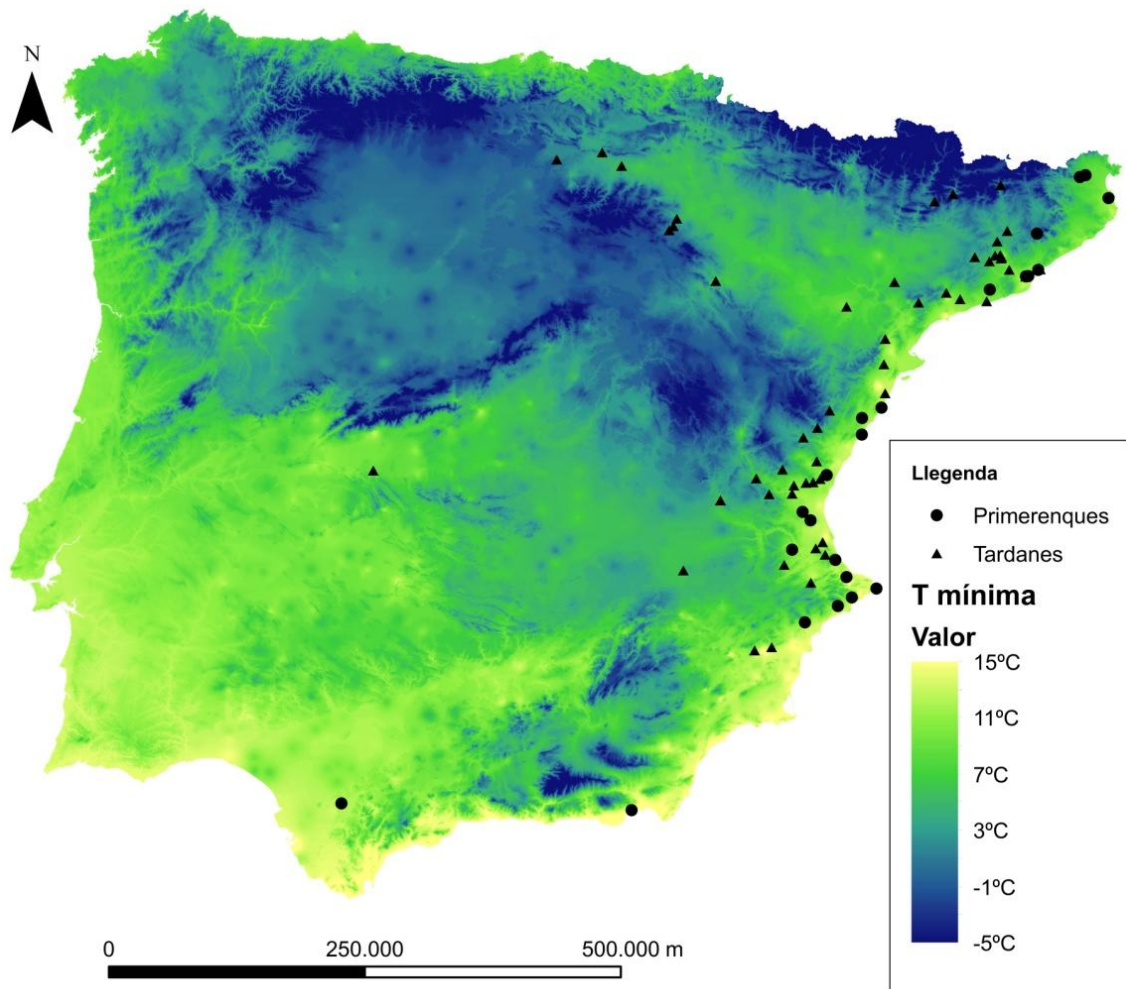 N
Llegenda
Primerenques
Tardanes
T mínima
Valor
15ºC
11ºC
7ºC
3ºC
-1ºC
-5ºC
0 250.000 500.000 m